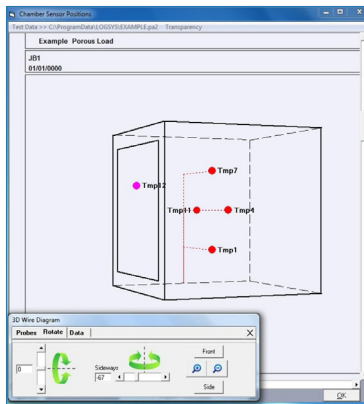 Chamber Sensor Positions
Test Data >> C:\ProgramData\LOGSYS\EXAMPLE.pa2 Transparency
Example Porous Load
JB1
01/01/0000
Tmp7
Tmp12
Tmp11
Tmp4
Tmp1
3D Wire Diagram
Probes Rotate Data X
0
Sideways
-67
Front
Side
OK